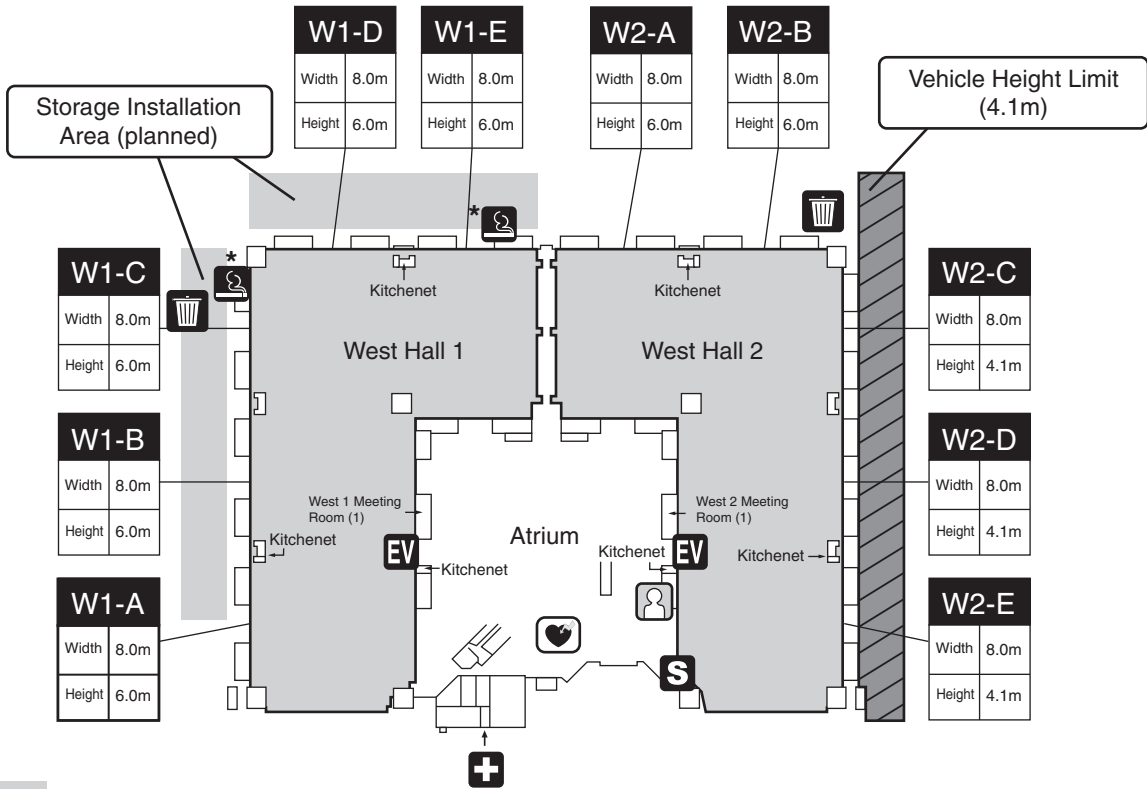 W1-D
Width 8.0m
Height 6.0m
W1-E
Width 8.0m
Height 6.0m
W2-A
Width 8.0m
Height 6.0m
W2-B
Width 8.0m
Height 6.0m
Storage Installation
Area (planned)
Vehicle Height Limit
(4.1m)
*
*
W1-C
Width 8.0m
Height 6.0m
Kitchenet
Kitchenet
W2-C
Width 8.0m
Height 4.1m
West Hall 1
West Hall 2
W1-B
Width 8.0m
Height 6.0m
W2-D
Width 8.0m
Height 4.1m
West 1 Meeting
Room (1)
West 2 Meeting
Room (1)
Atrium
Kitchenet
EV
Kitchenet
Kitchenet
EV
Kitchenet
W1-A
Width 8.0m
Height 6.0m
W2-E
Width 8.0m
Height 4.1m
S